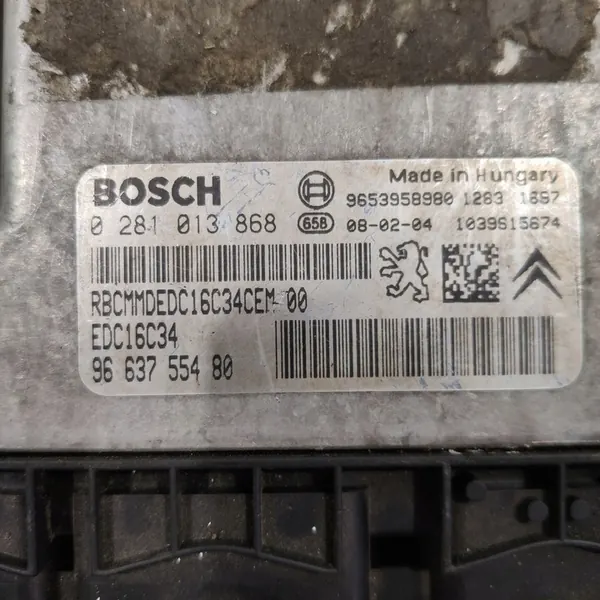 BOSCH
Made in Hungary
9653958980 1283 1697
0 281 013 868
658
08-02-04
1039615674
RBCMMDEDC16C34CEM 00
EDC16C34
96 637 554 80